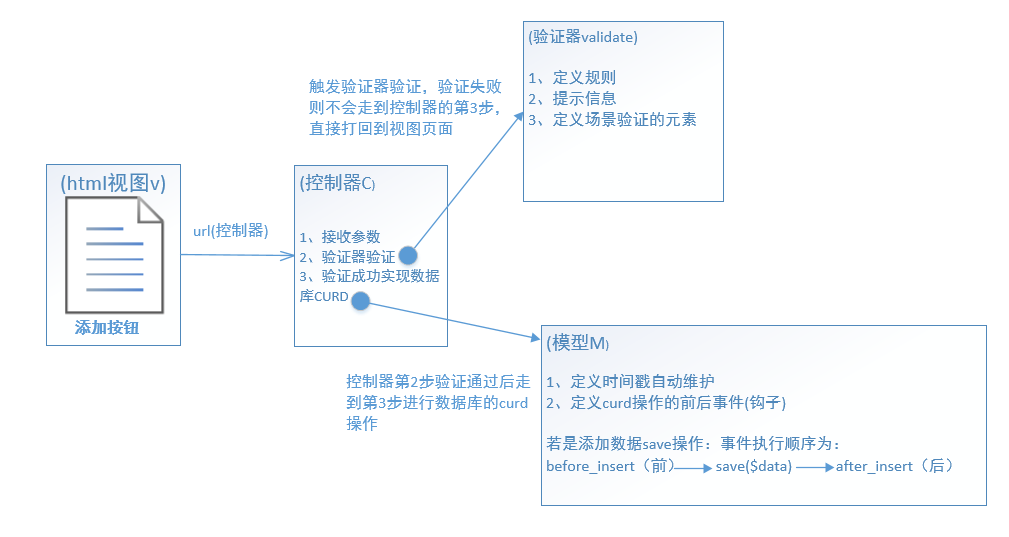 (html视图v)
添加按钮
url(控制器)
(控制器C)
1、接收参数
2、验证器验证
3、验证成功实现数据
库CURD
触发验证器验证，验证失败
则不会走到控制器的第3步，
直接打回到视图页面
(验证器validate)
1、定义规则
2、提示信息
3、定义场景验证的元素
控制器第2步验证通过后走
到第3步进行数据库的curd
操作
(模型M)
1、定义时间戳自动维护
2、定义curd操作的前后事件(钩子)
若是添加数据save操作：事件执行顺序为：
before_insert（前） save($data) after_insert（后）